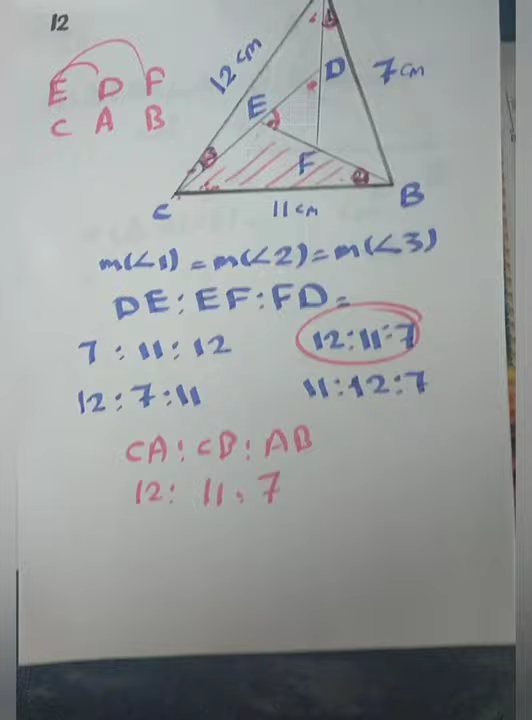 12
E D F
C A B
12 cm
7 cm
D
E
F
C
B
11 cm
m(∠1) = m(∠2) = m(∠3)
DE : EF : FD =
7 : 11 : 12
12 : 11 : 7
12 : 7 : 11
11 : 12 : 7
CA : CB : AB
12 : 11 : 7